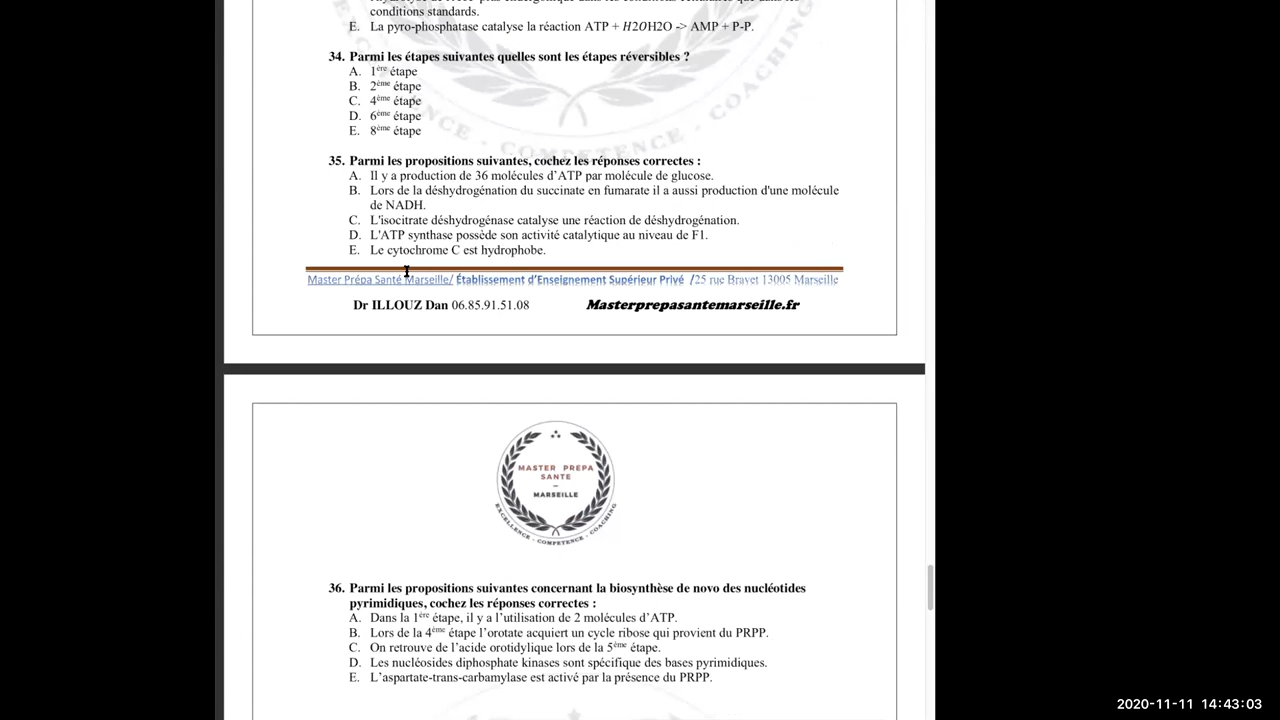 conditions standards.
E. La pyro-phosphatase catalyse la réaction ATP + H2OH2O -> AMP + P-P.
34. Parmi les étapes suivantes quelles sont les étapes réversibles ?
A. 1ère étape
B. 2ème étape
C. 4ème étape
D. 6ème étape
E. 8ème étape
35. Parmi les propositions suivantes, cochez les réponses correctes :
A. Il y a production de 36 molécules d’ATP par molécule de glucose.
B. Lors de la déshydrogénation du succinate en fumarate il a aussi production d'une molécule
de NADH.
C. L'isocitrate déshydrogénase catalyse une réaction de déshydrogénation.
D. L'ATP synthase possède son activité catalytique au niveau de F1.
E. Le cytochrome C est hydrophobe.
Master Prépa Santé Marseille/ Établissement d’Enseignement Supérieur Privé /25 rue Bravet 13005 Marseille
Dr ILLOUZ Dan 06.85.91.51.08 Masterprepasantemarseille.fr
MASTER PREPA
SANTE
–
MARSEILLE
EXCELLENCE - COMPETENCE - COACHING
36. Parmi les propositions suivantes concernant la biosynthèse de novo des nucléotides
pyrimidiques, cochez les réponses correctes :
A. Dans la 1ère étape, il y a l’utilisation de 2 molécules d’ATP.
B. Lors de la 4ème étape l’orotate acquiert un cycle ribose qui provient du PRPP.
C. On retrouve de l’acide orotidylique lors de la 5ème étape.
D. Les nucléosides diphosphate kinases sont spécifique des bases pyrimidiques.
E. L’aspartate-trans-carbamylase est activé par la présence du PRPP.
2020-11-11 14:43:03